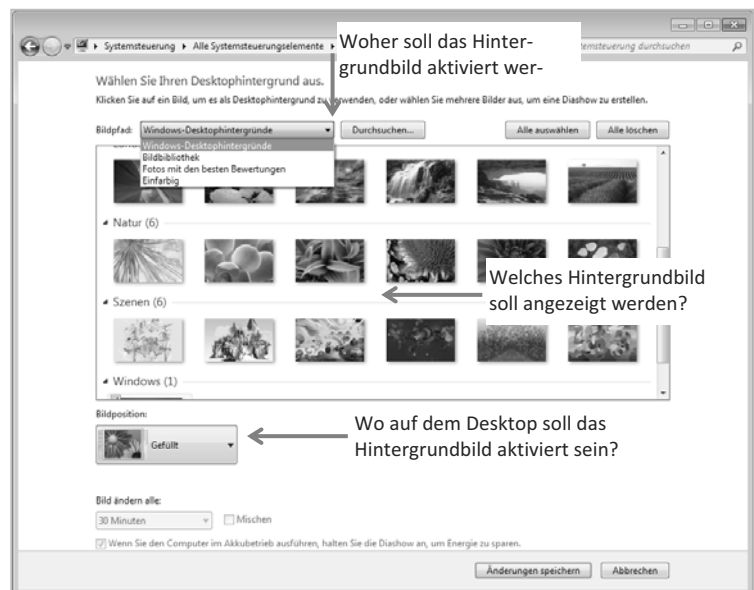 Systemsteuerung ▸ Alle Systemsteuerungselemente ▸
Systemsteuerung durchsuchen
Woher soll das Hinter-
grundbild aktiviert wer-
Wählen Sie Ihren Desktophintergrund aus.
Klicken Sie auf ein Bild, um es als Desktophintergrund zu verwenden, oder wählen Sie mehrere Bilder aus, um eine Diashow zu erstellen.
Bildpfad: Windows-Desktophintergründe Durchsuchen... Alle auswählen Alle löschen
Windows-Desktophintergründe
Bildbibliothek
Fotos mit den besten Bewertungen
Einfarbig
Natur (6)
Welches Hintergrundbild
soll angezeigt werden?
Szenen (6)
Windows (1)
Bildposition:
Gefüllt
Wo auf dem Desktop soll das
Hintergrundbild aktiviert sein?
Bild ändern alle:
30 Minuten Mischen
Wenn Sie den Computer im Akkubetrieb ausführen, halten Sie die Diashow an, um Energie zu sparen.
Änderungen speichern Abbrechen